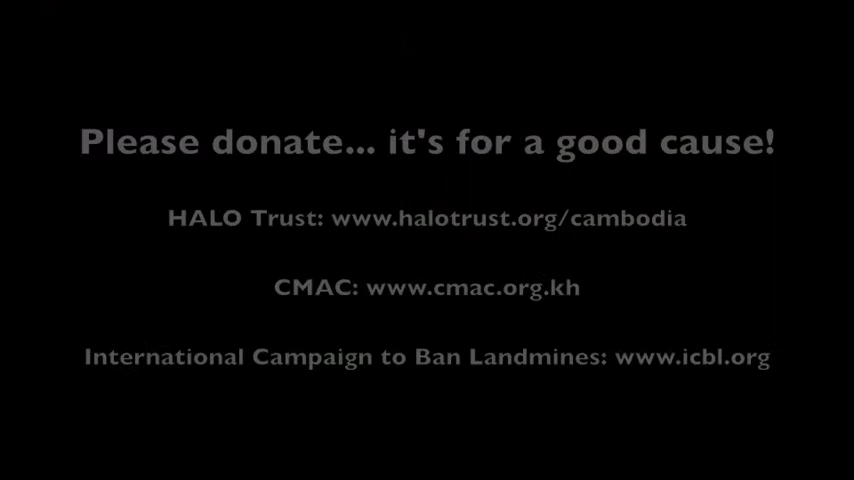 Please donate... it's for a good cause!
HALO Trust: www.halotrust.org/cambodia
CMAC: www.cmac.org.kh
International Campaign to Ban Landmines: www.icbl.org